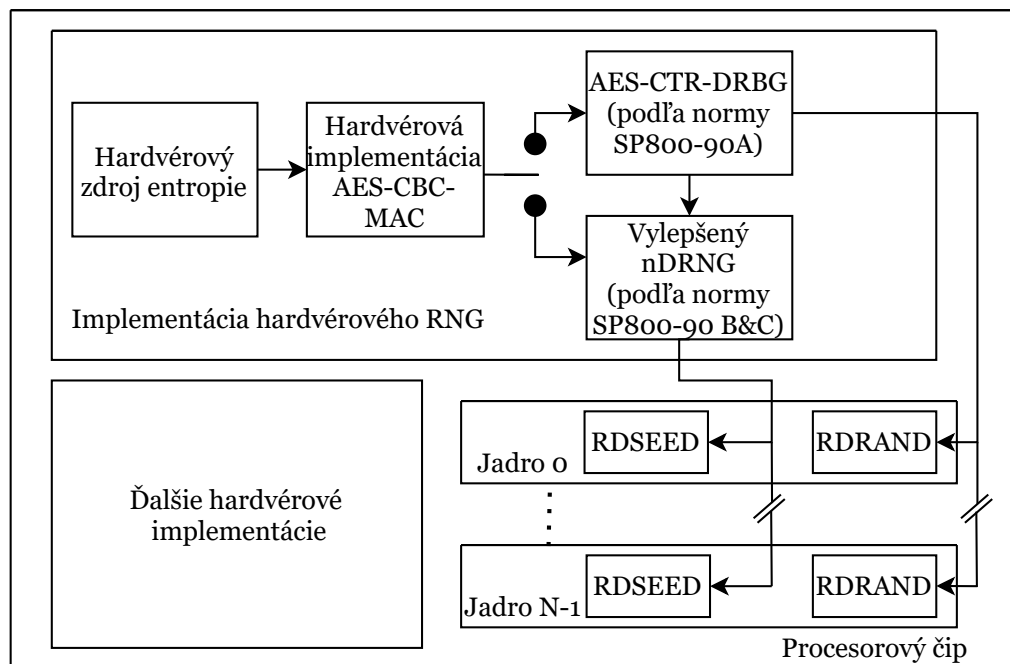 Hardvérový
zdroj entropie
Hardvérová
implementácia
AES-CBC-
MAC
AES-CTR-DRBG
(podľa normy
SP800-90A)
Vylepšený
nDRNG
(podľa normy
SP800-90 B&C)
Implementácia hardvérového RNG
Ďalšie hardvérové
implementácie
Jadro 0
RDSEED
RDRAND
Jadro N-1
RDSEED
RDRAND
Procesorový čip